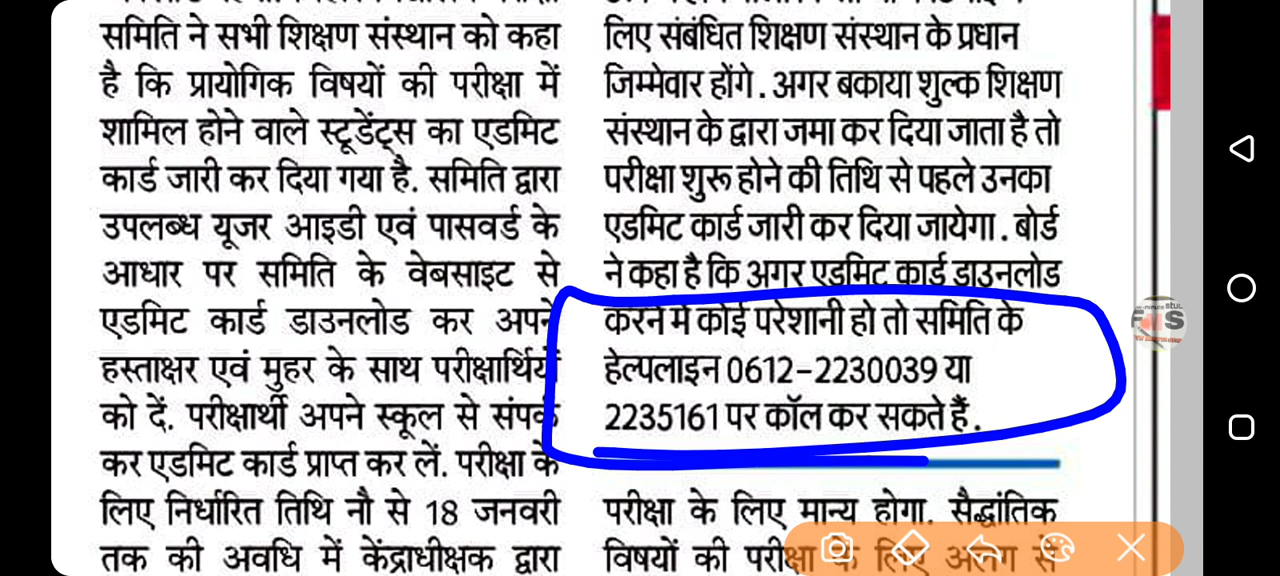 समिति ने सभी शिक्षण संस्थान को कहा
है कि प्रायोगिक विषयों की परीक्षा में
शामिल होने वाले स्टूडेंट्स का एडमिट
कार्ड जारी कर दिया गया है. समिति द्वारा
उपलब्ध यूजर आइडी एवं पासवर्ड के
आधार पर समिति के वेबसाइट से
एडमिट कार्ड डाउनलोड कर अपने
हस्ताक्षर एवं मुहर के साथ परीक्षार्थियों
को दें. परीक्षार्थी अपने स्कूल से संपर्क
कर एडमिट कार्ड प्राप्त कर लें. परीक्षा के
लिए निर्धारित तिथि नौ से 18 जनवरी
तक की अवधि में केंद्राधीक्षक द्वारा
लिए संबंधित शिक्षण संस्थान के प्रधान
जिम्मेवार होंगे. अगर बकाया शुल्क शिक्षण
संस्थान के द्वारा जमा कर दिया जाता है तो
परीक्षा शुरू होने की तिथि से पहले उनका
एडमिट कार्ड जारी कर दिया जायेगा. बोर्ड
ने कहा है कि अगर एडमिट कार्ड डाउनलोड
करने में कोई परेशानी हो तो समिति के
हेल्पलाइन 0612-2230039 या
2235161 पर कॉल कर सकते हैं.
परीक्षा के लिए मान्य होगा. सैद्धांतिक
विषयों की परीक्षा के लिए अलग से